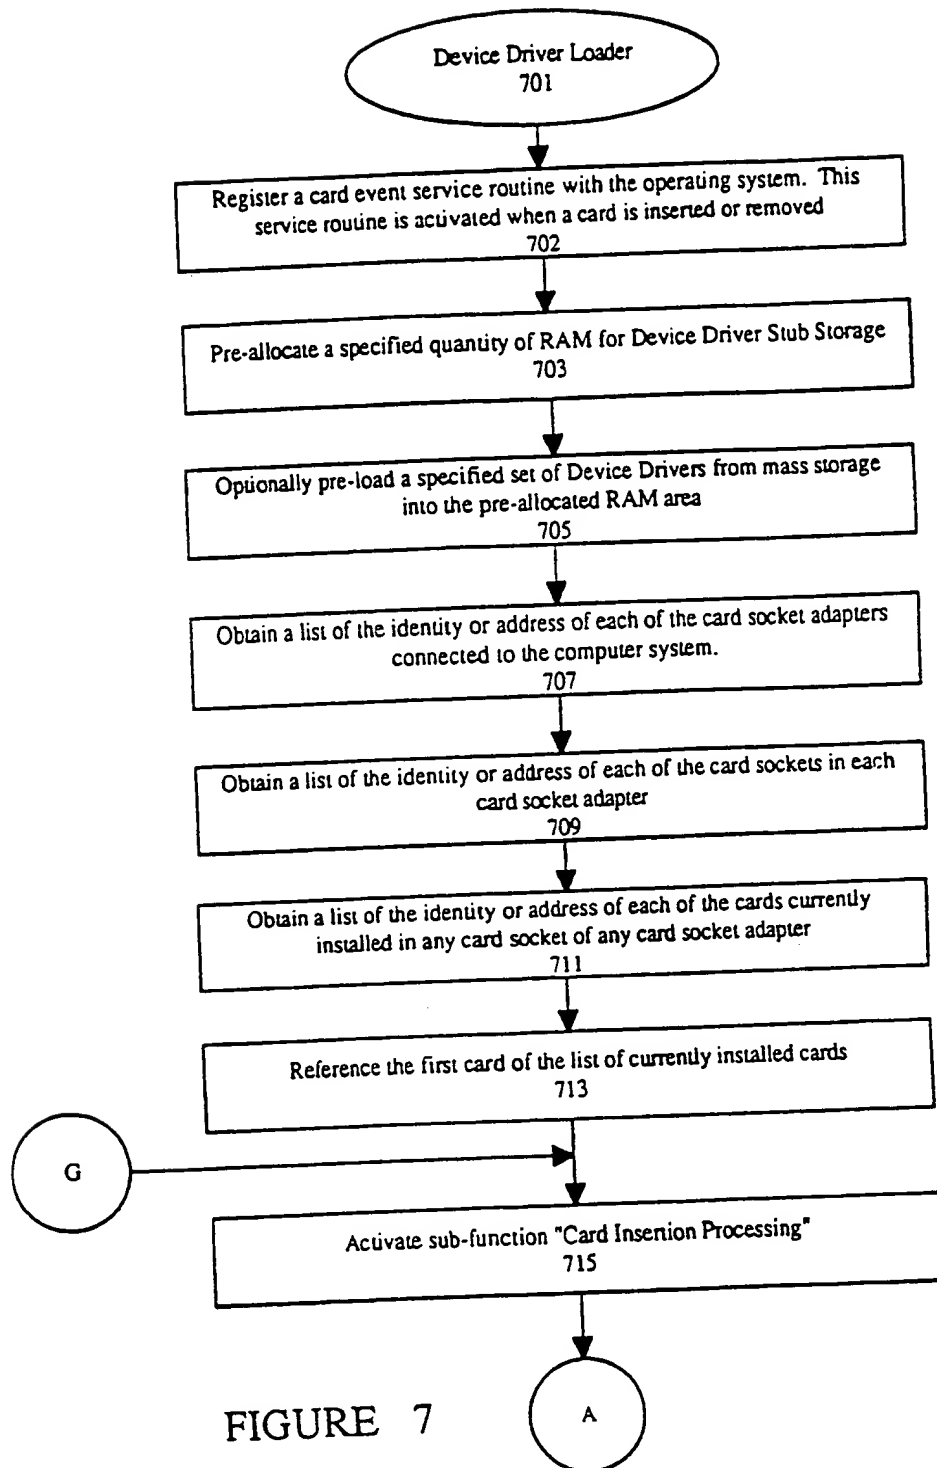 Device Driver Loader
701
Register a card event service routine with the operating system. This
service routine is activated when a card is inserted or removed
702
Pre-allocate a specified quantity of RAM for Device Driver Stub Storage
703
Optionally pre-load a specified set of Device Drivers from mass storage
into the pre-allocated RAM area
705
Obtain a list of the identity or address of each of the card socket adapters
connected to the computer system.
707
Obtain a list of the identity or address of each of the card sockets in each
card socket adapter
709
Obtain a list of the identity or address of each of the cards currently
installed in any card socket of any card socket adapter
711
Reference the first card of the list of currently installed cards
713
G
Activate sub-function "Card Insertion Processing"
715
A
FIGURE 7